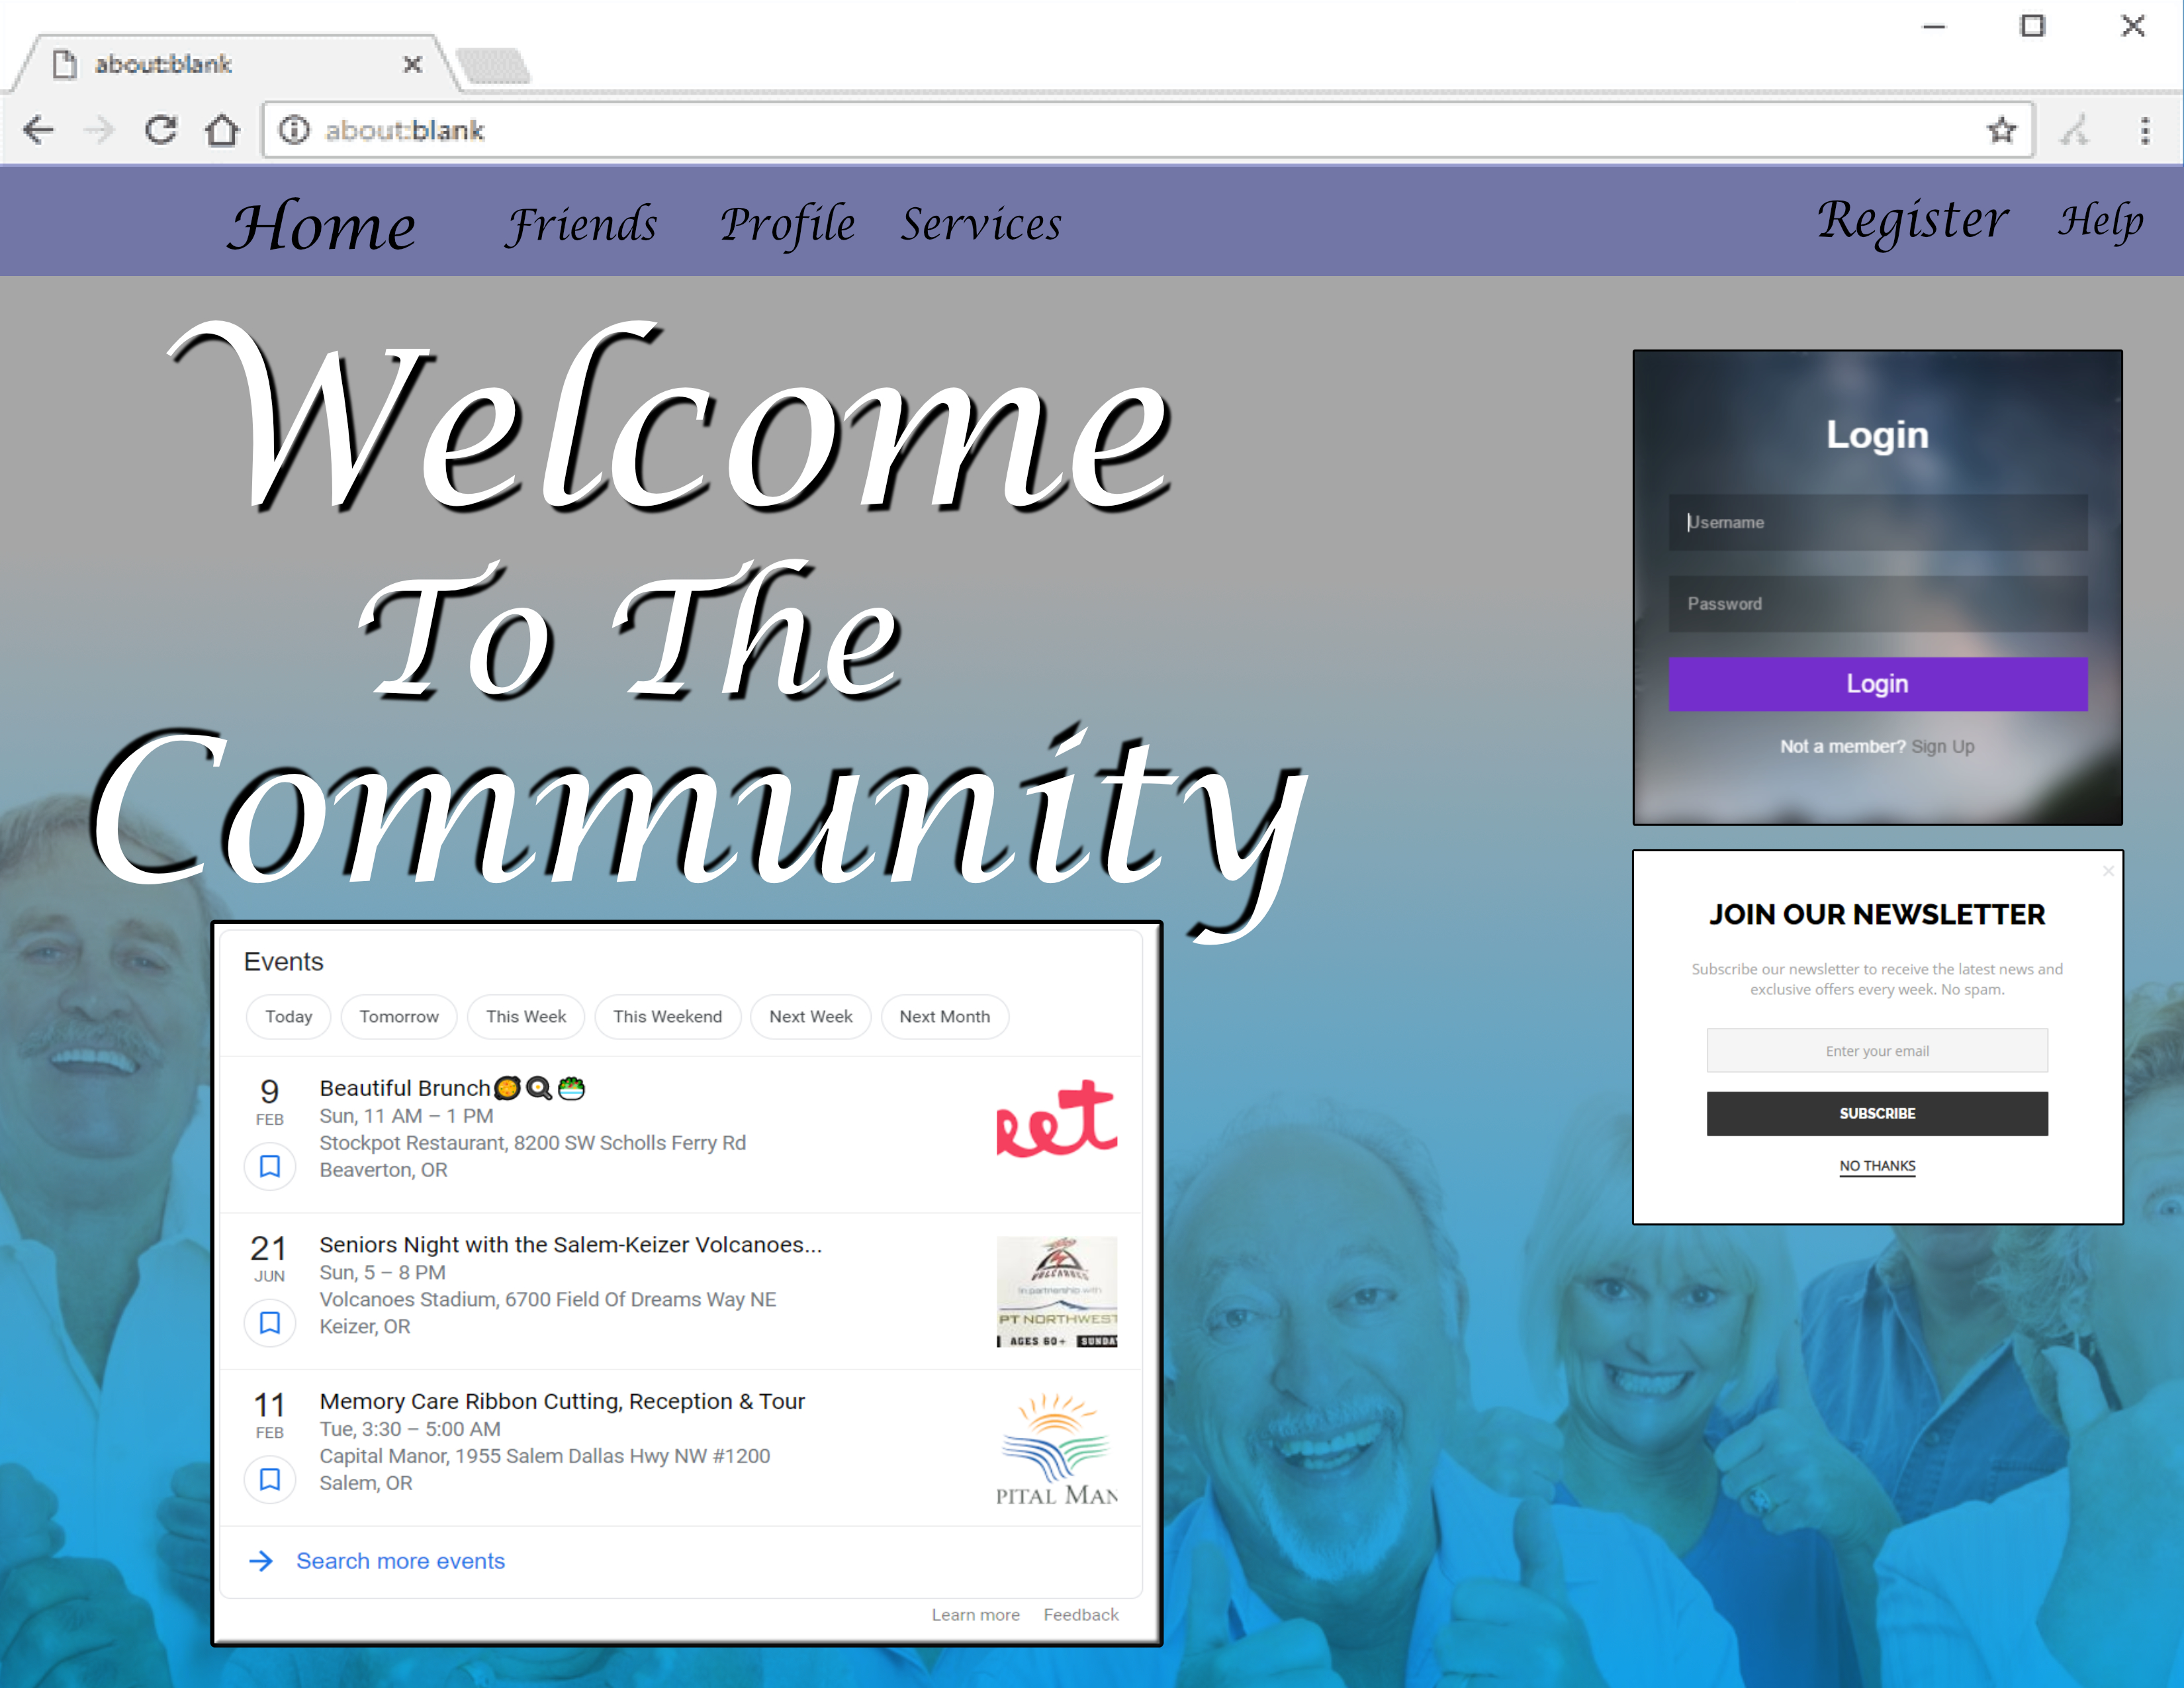 about:blank
about:blank
Home Friends Profile Services Register Help
Welcome
To The
Community
Login
Username
Password
Login
Not a member? Sign Up
JOIN OUR NEWSLETTER
Subscribe our newsletter to receive the latest news and
exclusive offers every week. No spam.
Enter your email
SUBSCRIBE
NO THANKS
Events
Today Tomorrow This Week This Weekend Next Week Next Month
9
FEB
Beautiful Brunch🥘🍳🥗
Sun, 11 AM – 1 PM
Stockpot Restaurant, 8200 SW Scholls Ferry Rd
Beaverton, OR
eet
21
JUN
Seniors Night with the Salem-Keizer Volcanoes...
Sun, 5 – 8 PM
Volcanoes Stadium, 6700 Field Of Dreams Way NE
Keizer, OR
VOLCANOES
in partnership with
PT NORTHWEST
AGES 60+ SUNDA
11
FEB
Memory Care Ribbon Cutting, Reception & Tour
Tue, 3:30 – 5:00 AM
Capital Manor, 1955 Salem Dallas Hwy NW #1200
Salem, OR
PITAL MAN
Search more events
Learn more Feedback